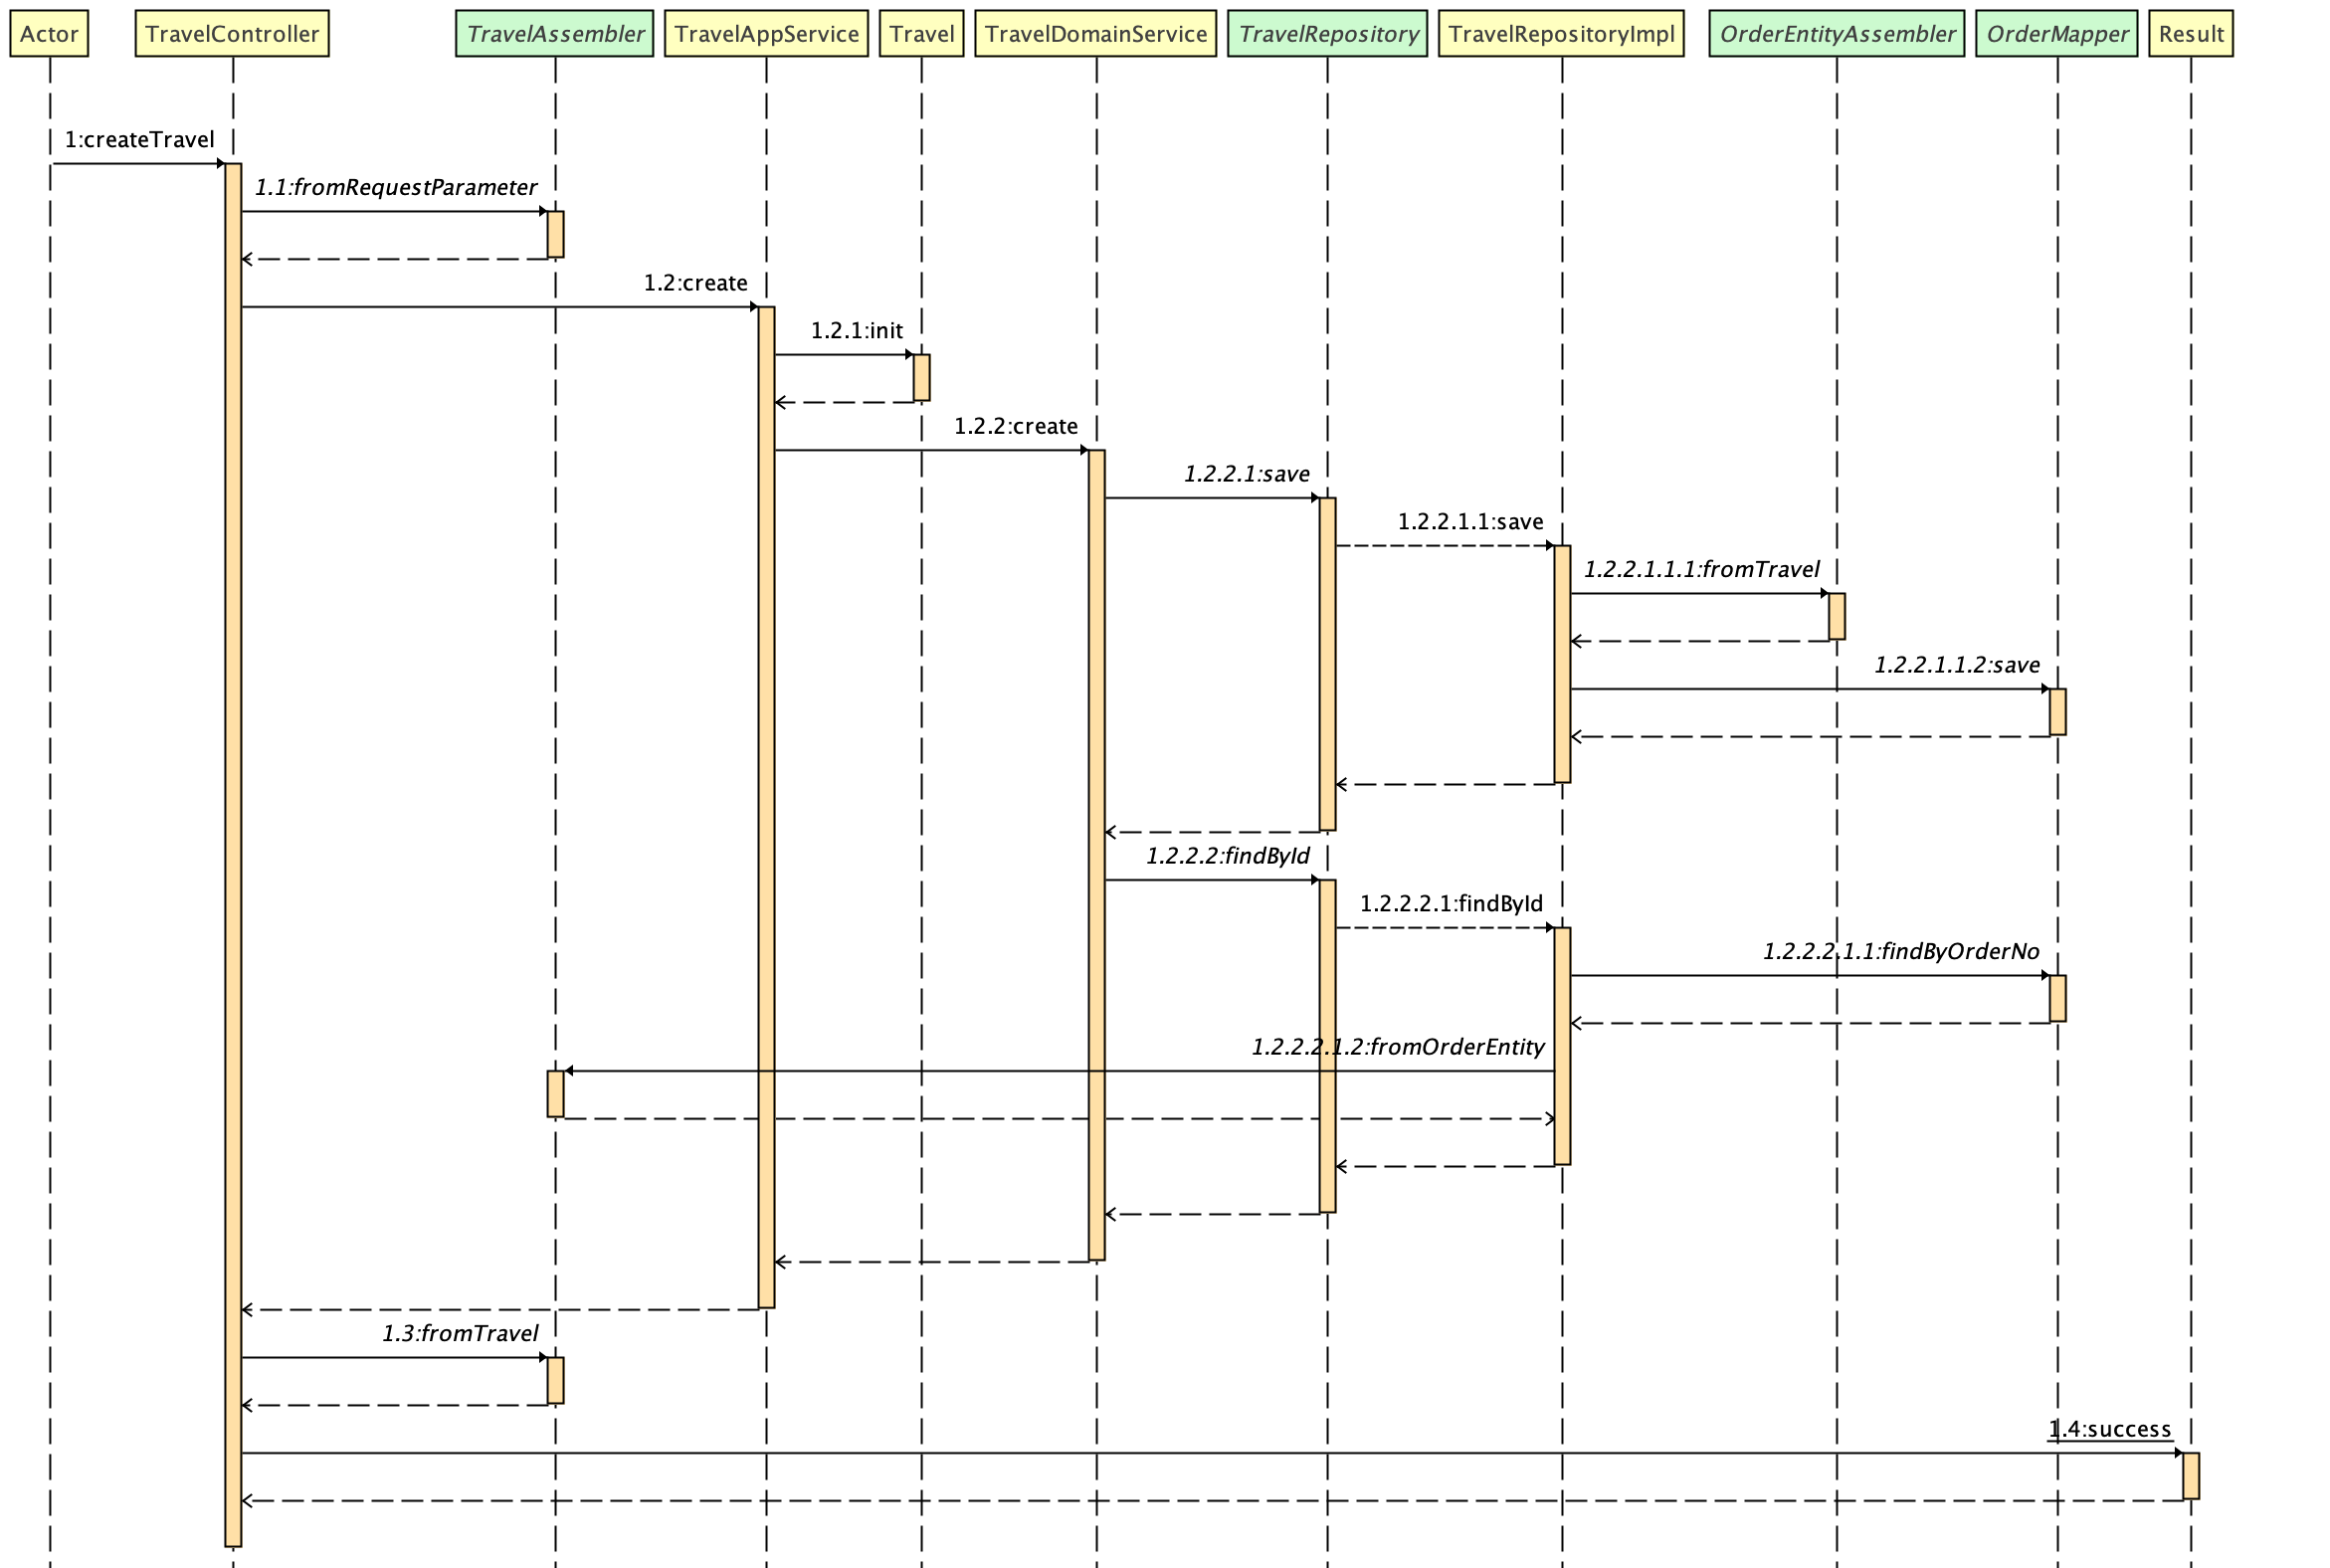 Actor
TravelController
TravelAssembler
TravelAppService
Travel
TravelDomainService
TravelRepository
TravelRepositoryImpl
OrderEntityAssembler
OrderMapper
Result
1:createTravel
1.1:fromRequestParameter
1.2:create
1.2.1:init
1.2.2:create
1.2.2.1:save
1.2.2.1.1:save
1.2.2.1.1.1:fromTravel
1.2.2.1.1.2:save
1.2.2.2:findById
1.2.2.2.1:findById
1.2.2.2.1.1:findByOrderNo
1.2.2.2.1.2:fromOrderEntity
1.3:fromTravel
1.4:success